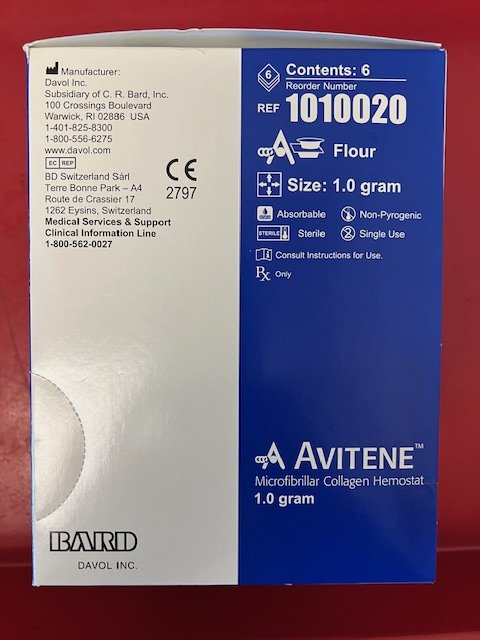 Manufacturer:
Davol Inc.
Subsidiary of C. R. Bard, Inc.
100 Crossings Boulevard
Warwick, RI 02886 USA
1-401-825-8300
1-800-556-6275
www.davol.com
EC REP
BD Switzerland Sàrl
Terre Bonne Park – A4
Route de Crassier 17
1262 Eysins, Switzerland
Medical Services & Support
Clinical Information Line
1-800-562-0027
CE
2797
6
Contents: 6
Reorder Number
REF 1010020
Flour
Size: 1.0 gram
Absorbable
Non-Pyrogenic
STERILE
Sterile
2
Single Use
i
Consult Instructions for Use.
Rx Only
AVITENE™
Microfibrillar Collagen Hemostat
1.0 gram
BARD
DAVOL INC.